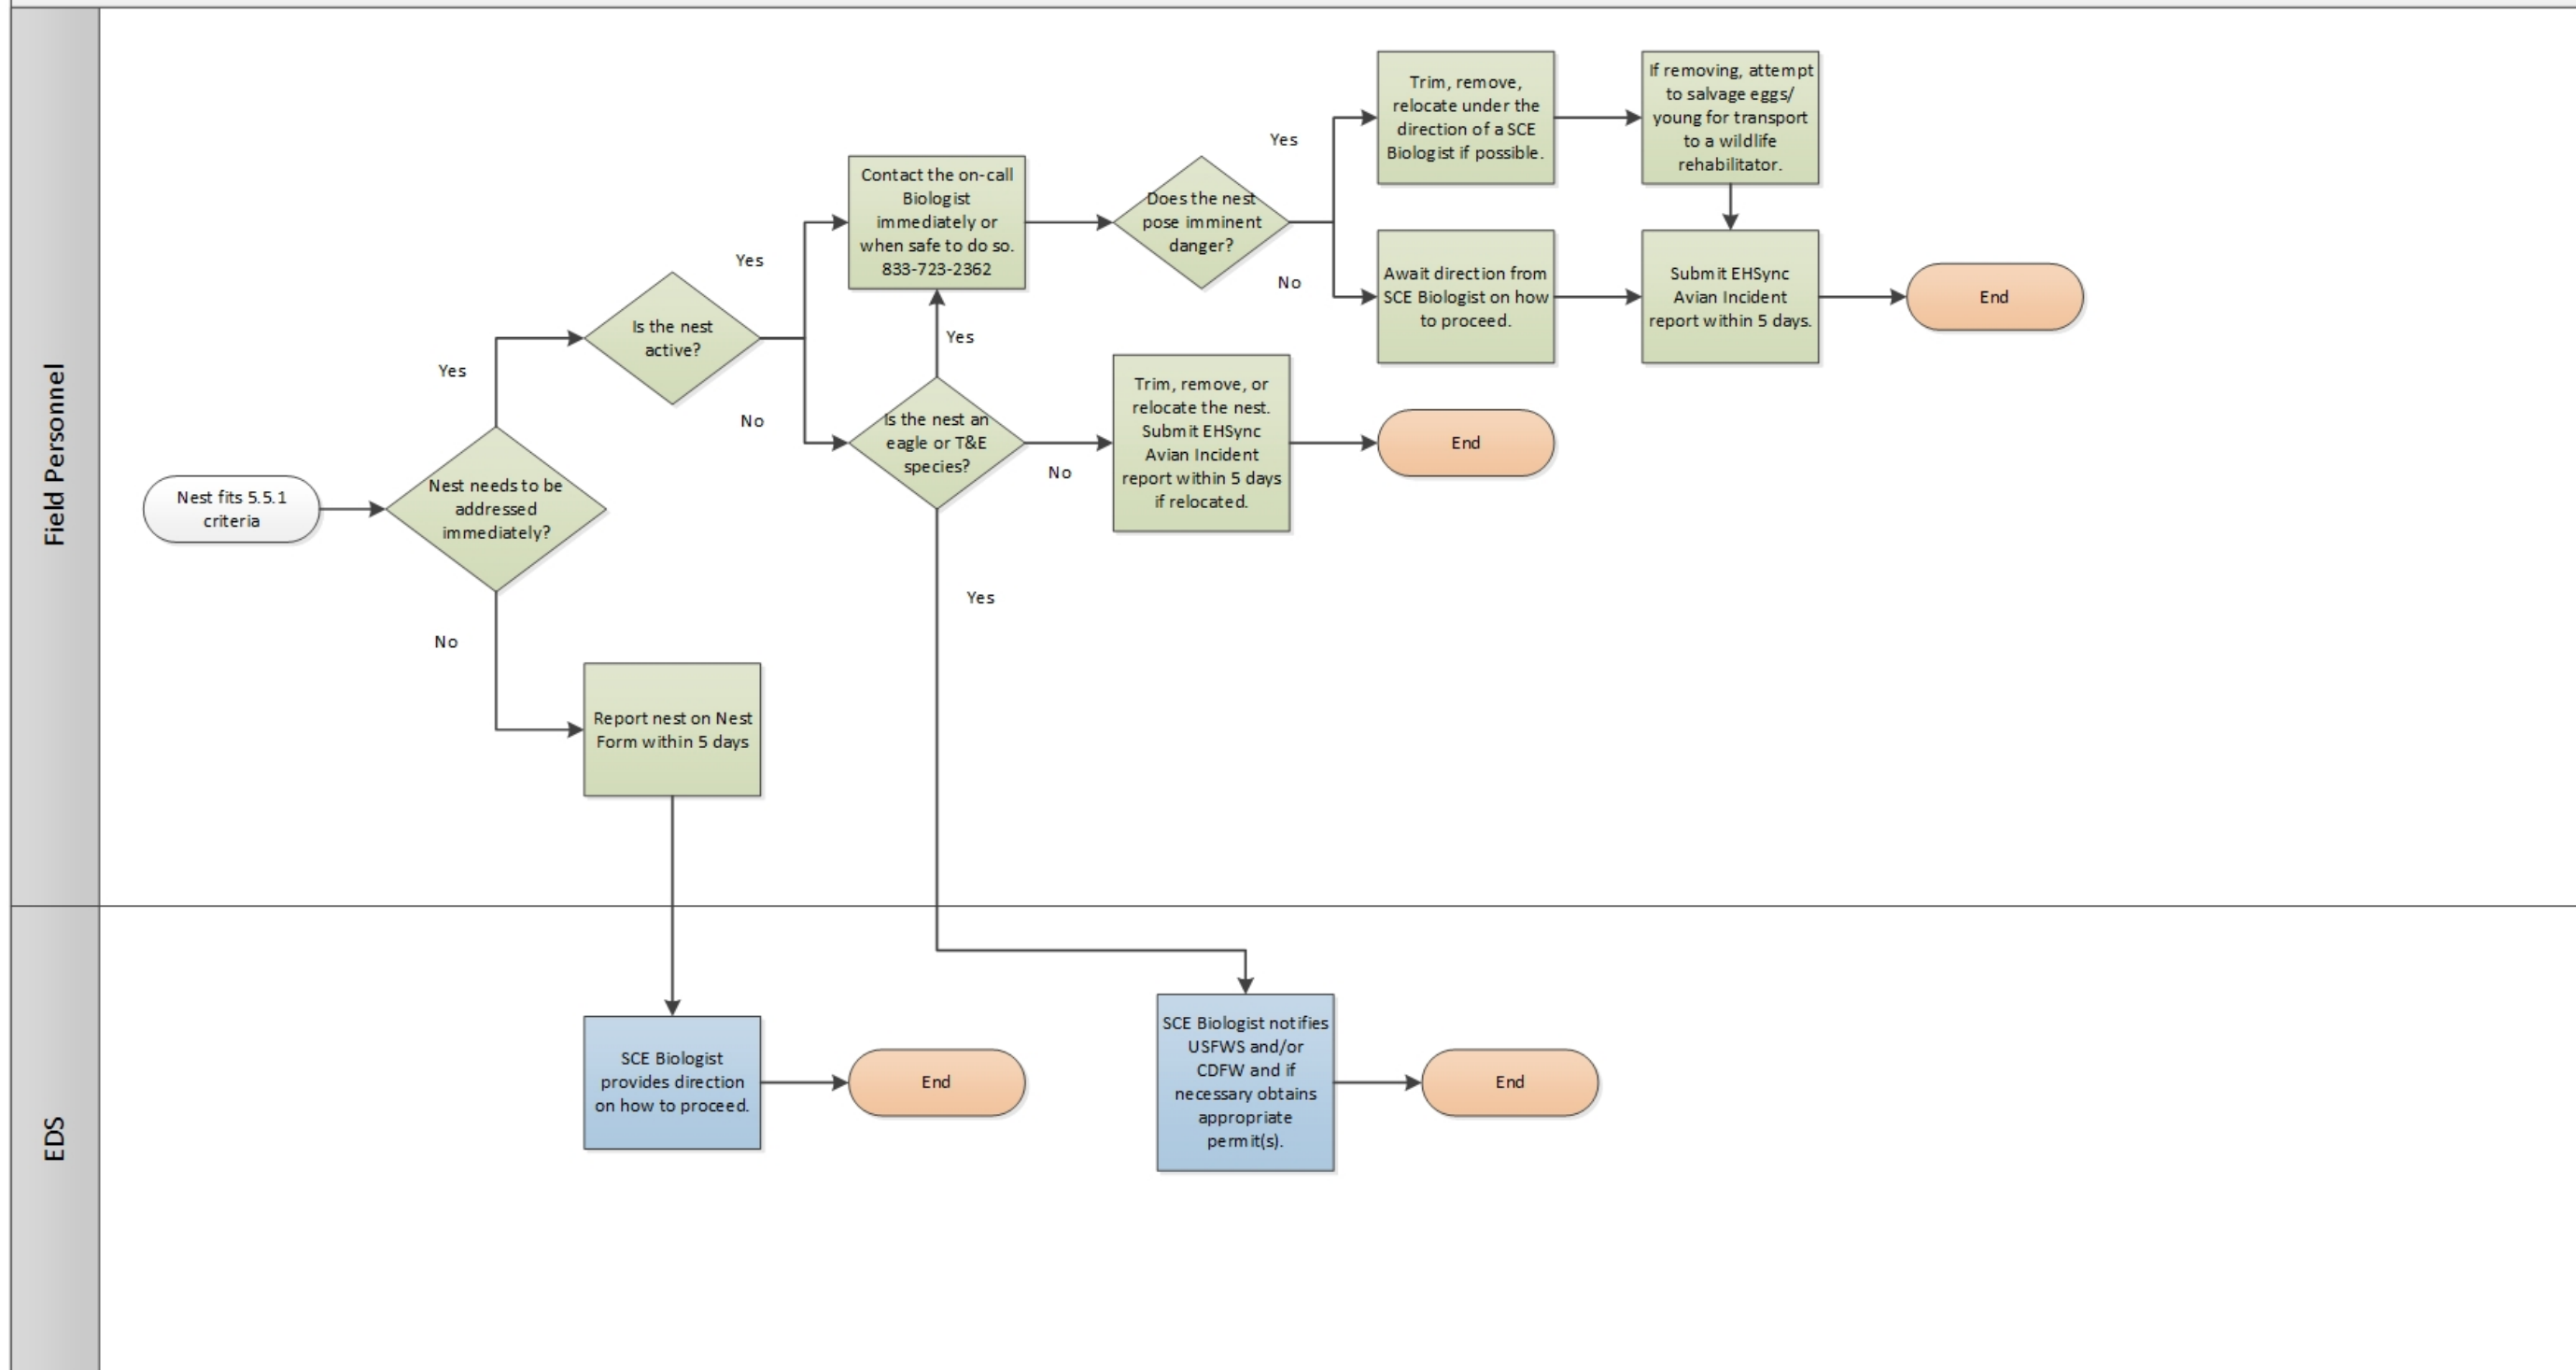 Field Personnel
Nest fits 5.5.1
criteria
Nest needs to be
addressed
immediately?
Yes
No
Is the nest
active?
Yes
No
Contact the on-call
Biologist
immediately or
when safe to do so.
833-723-2362
Yes
Is the nest an
eagle or T&E
species?
No
Yes
Does the nest
pose imminent
danger?
Yes
No
Trim, remove,
relocate under the
direction of a SCE
Biologist if possible.
If removing, attempt
to salvage eggs/
young for transport
to a wildlife
rehabilitator.
Await direction from
SCE Biologist on how
to proceed.
Submit EHSync
Avian Incident
report within 5 days.
End
Trim, remove, or
relocate the nest.
Submit EHSync
Avian Incident
report within 5 days
if relocated.
End
Report nest on Nest
Form within 5 days
EDS
SCE Biologist
provides direction
on how to proceed.
End
SCE Biologist notifies
USFWS and/or
CDFW and if
necessary obtains
appropriate
permit(s).
End